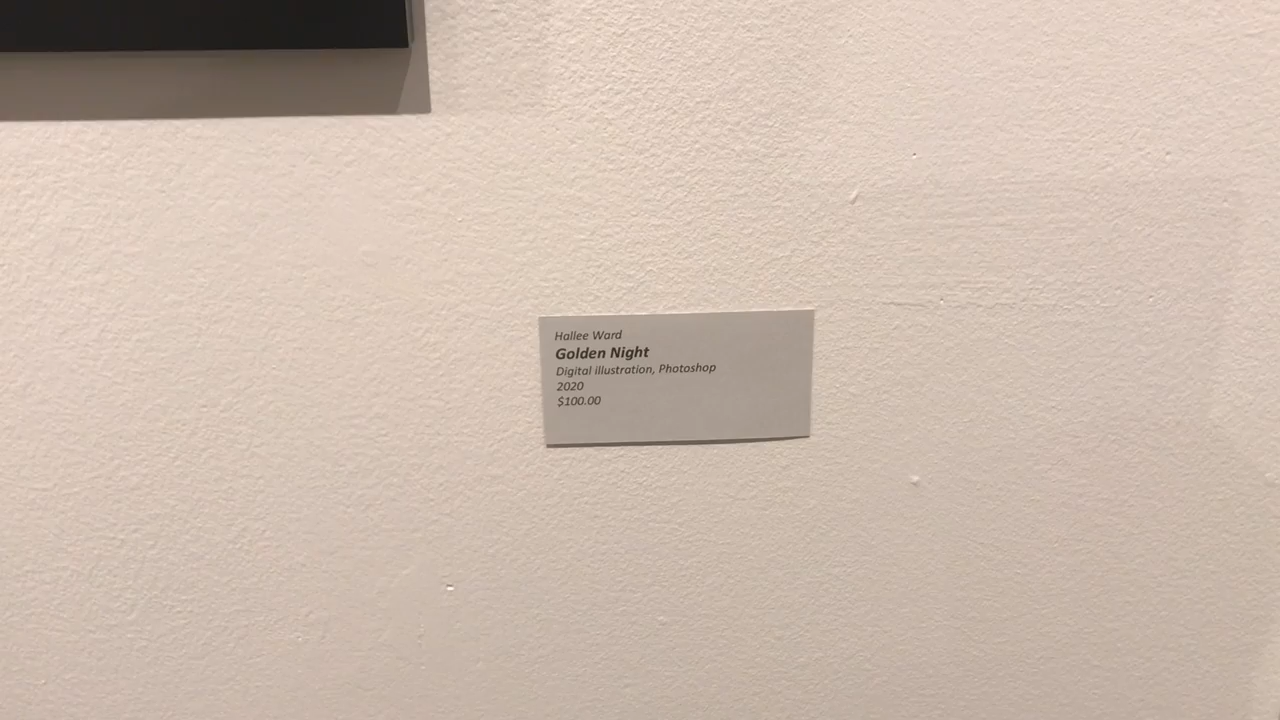 Hallee Ward
Golden Night
Digital illustration, Photoshop
2020
$100.00